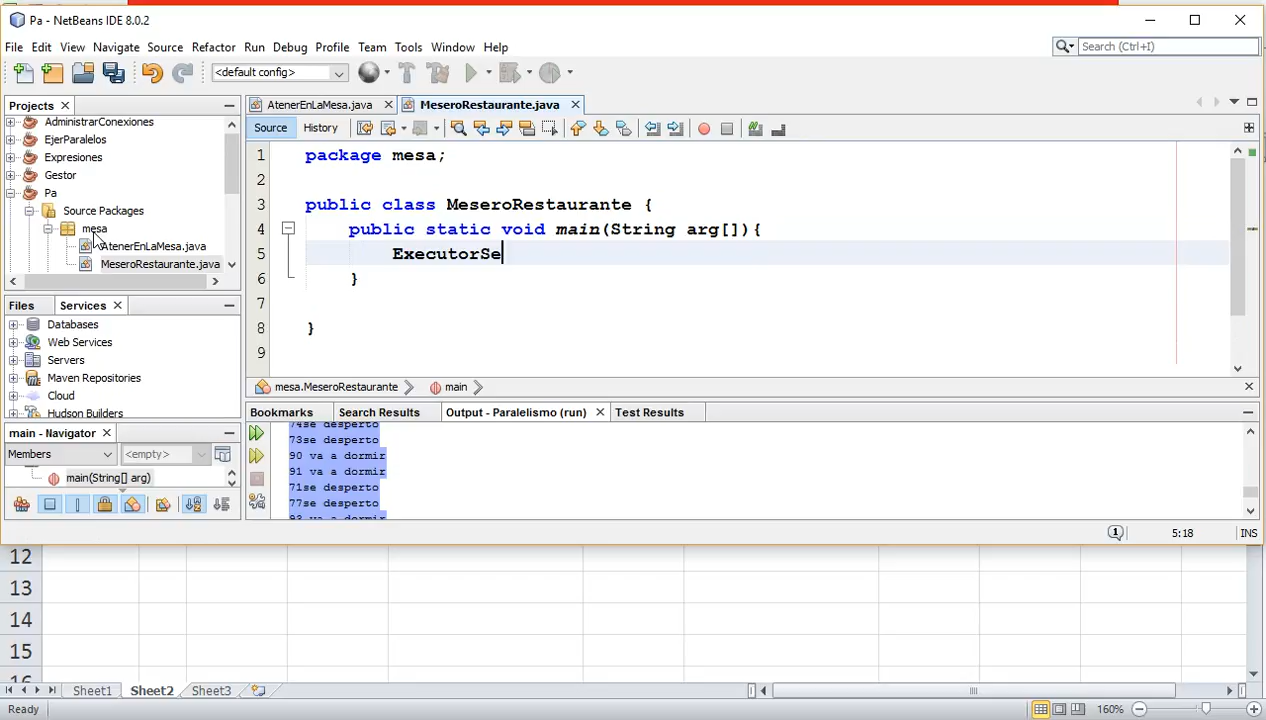 Pa - NetBeans IDE 8.0.2
File Edit View Navigate Source Refactor Run Debug Profile Team Tools Window Help
Search (Ctrl+I)
<default config>
Projects
AtenerEnLaMesa.java MeseroRestaurante.java
AdministrarConexiones
EjerParalelos
Expresiones
Gestor
Pa
Source Packages
mesa
AtenerEnLaMesa.java
MeseroRestaurante.java
Source History
1 package mesa;
2
3 public class MeseroRestaurante {
4 public static void main(String arg[]){
5 ExecutorSe
6 }
7
8 }
9
Files Services
Databases
Web Services
Servers
Maven Repositories
Cloud
Hudson Builders
mesa.MeseroRestaurante main
main - Navigator
Members <empty>
main(String[] arg)
Bookmarks Search Results Output - Paralelismo (run) Test Results
74se desperto
73se desperto
90 va a dormir
91 va a dormir
71se desperto
77se desperto
93 va a dormir
1 5:18 INS
12
13
14
15
16
Sheet1 Sheet2 Sheet3
Ready 160%